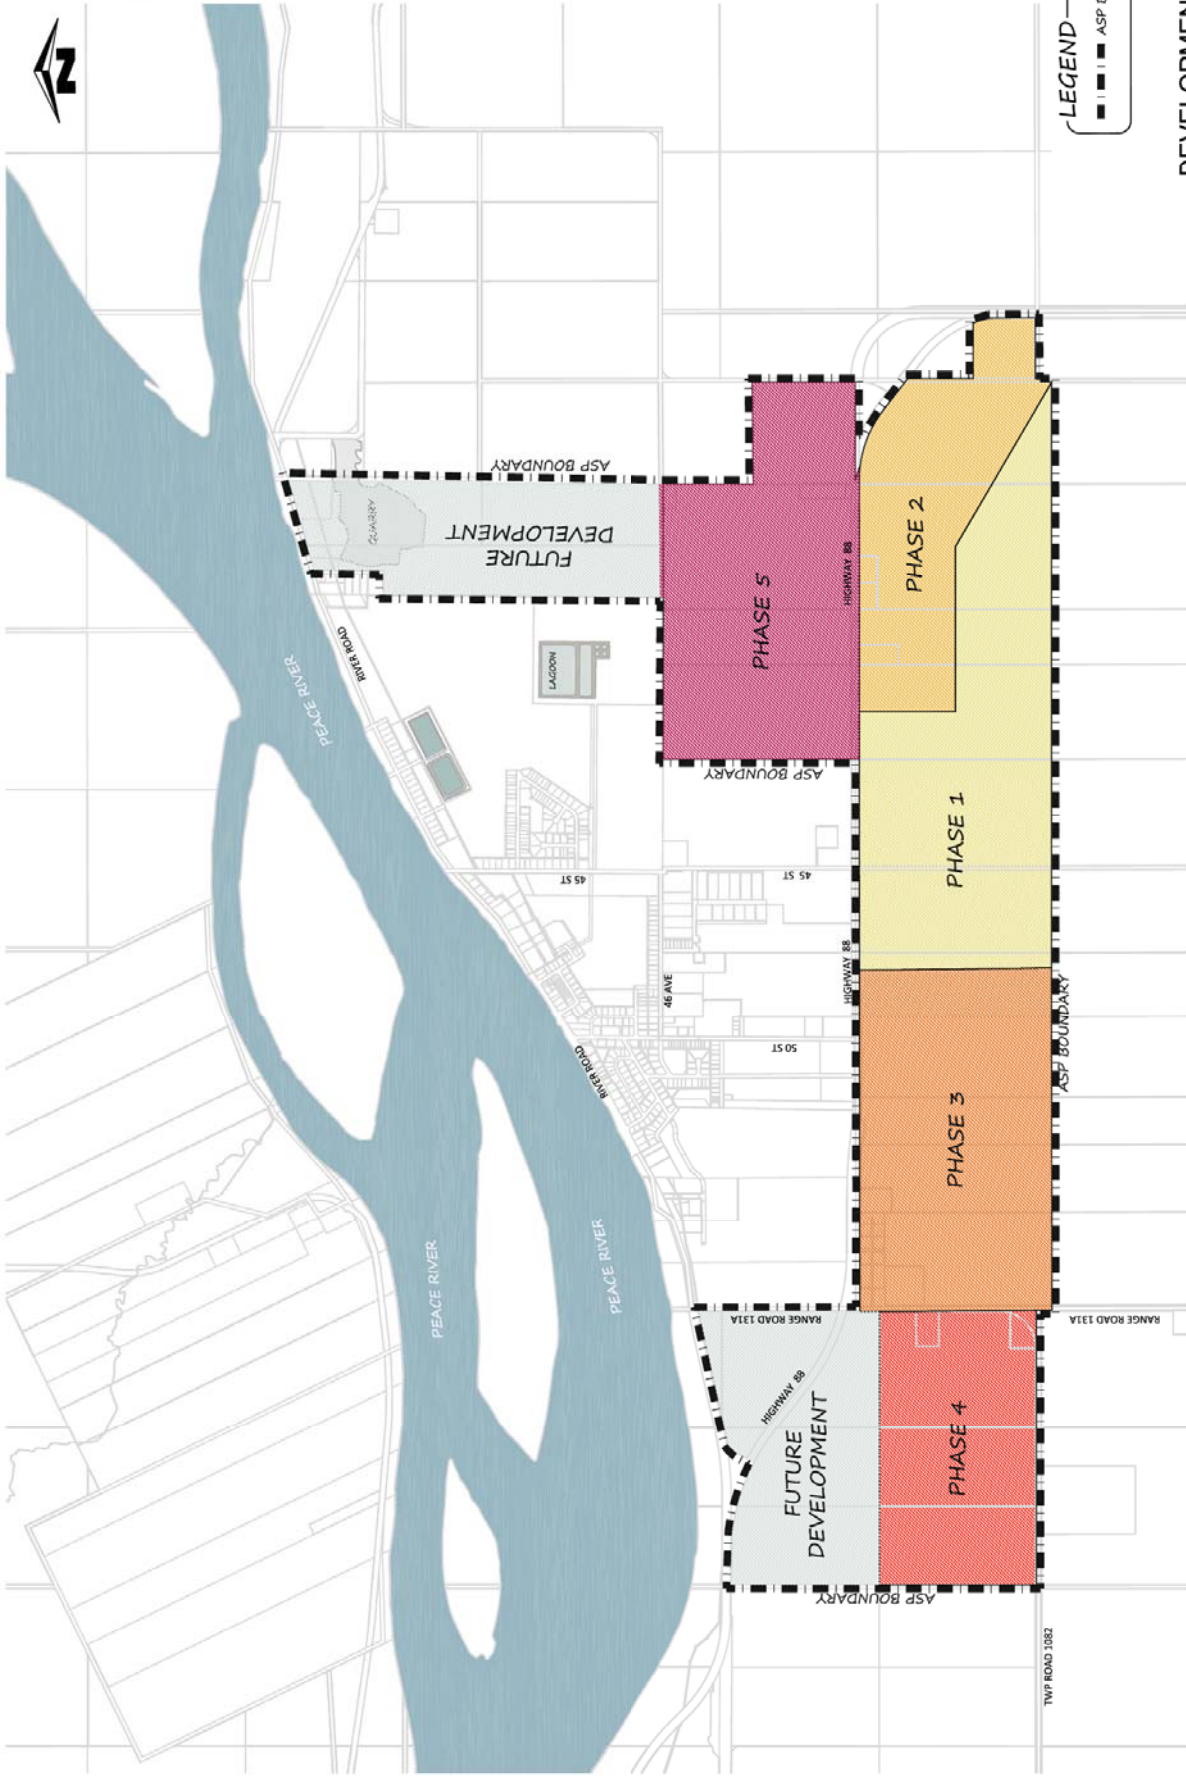 N
LEGEND
ASP
QUARRY
ASP BOUNDARY
FUTURE
DEVELOPMENT
PEACE RIVER
RIVER ROAD
LAGOON
PHASE 5
HIGHWAY 88
PHASE 2
ASP BOUNDARY
45 ST
45 ST
PHASE 1
HIGHWAY 88
46 AVE
50 ST
RIVER ROAD
ASP BOUNDARY
PHASE 3
PEACE RIVER
PEACE RIVER
RANGE ROAD 131A
RANGE ROAD 131A
HIGHWAY 88
FUTURE
DEVELOPMENT
PHASE 4
ASP BOUNDARY
TWP ROAD 1082